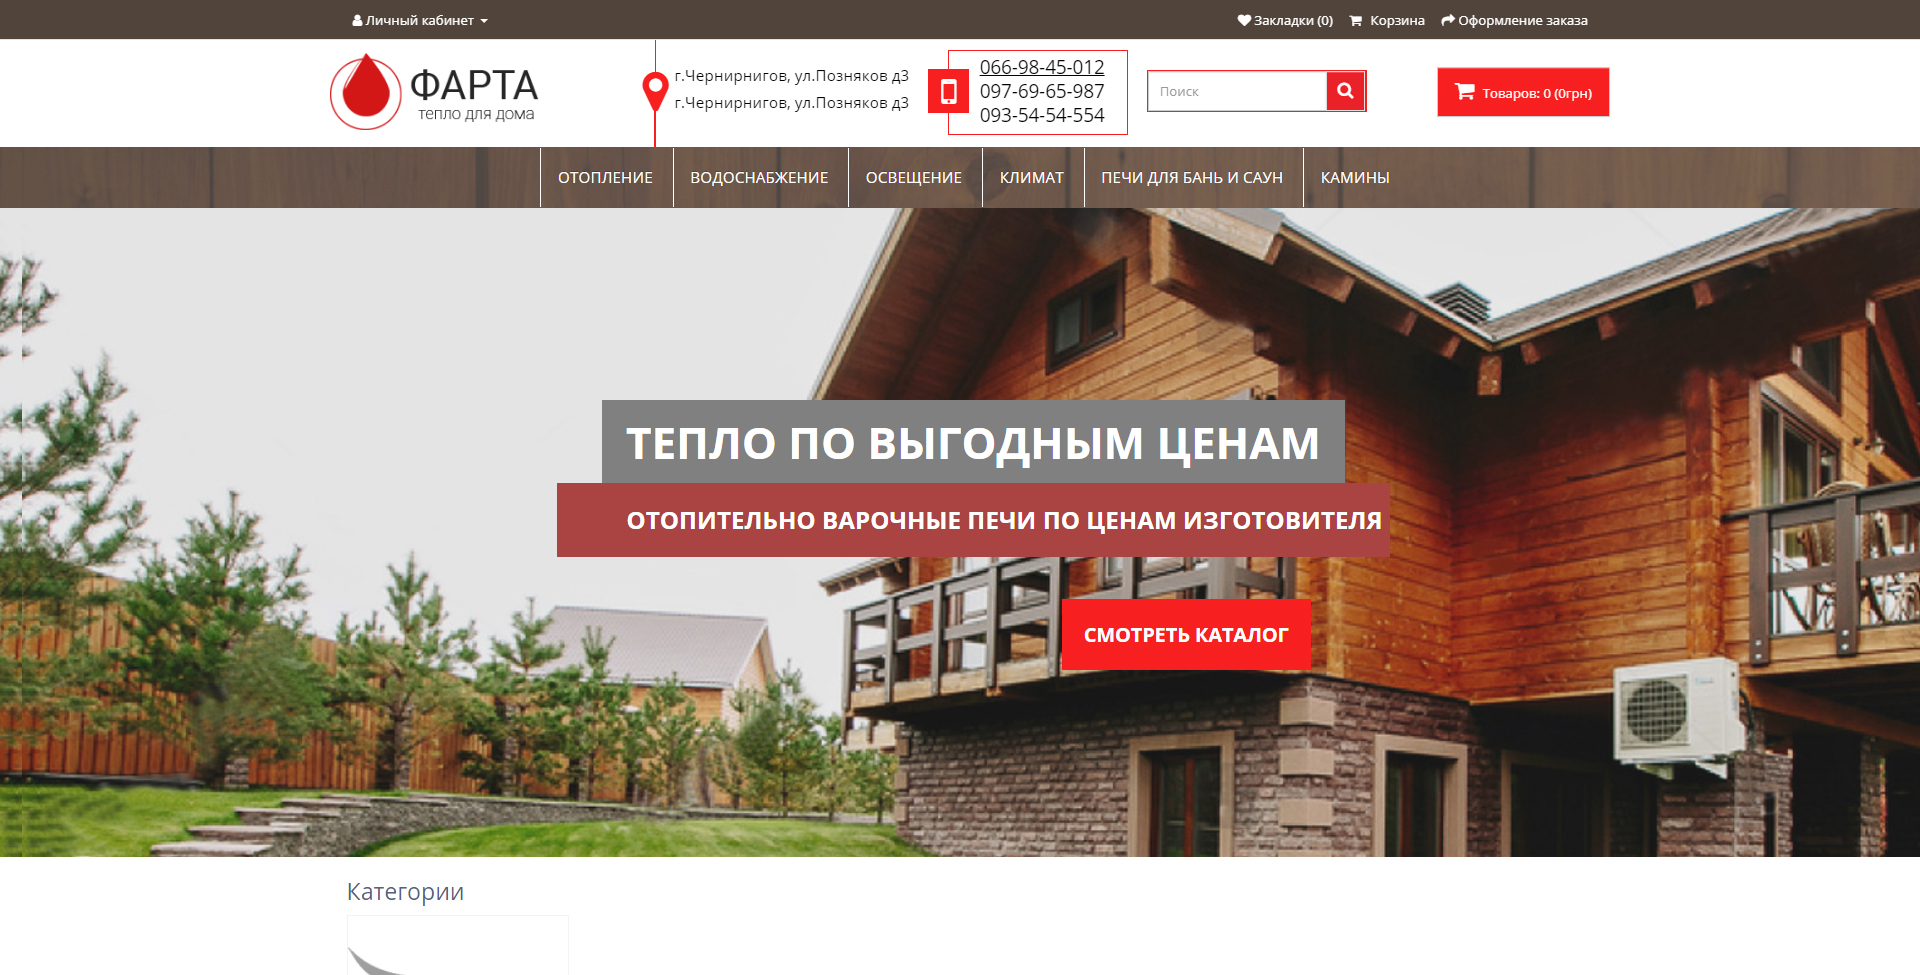 Личный кабинет
Закладки (0) Корзина Оформление заказа
ФАРТА
тепло для дома
г.Чернирнигов, ул.Позняков д3
г.Чернирнигов, ул.Позняков д3
066-98-45-012
097-69-65-987
093-54-54-554
Поиск
Товаров: 0 (0грн)
ОТОПЛЕНИЕ ВОДОСНАБЖЕНИЕ ОСВЕЩЕНИЕ КЛИМАТ ПЕЧИ ДЛЯ БАНЬ И САУН КАМИНЫ
ТЕПЛО ПО ВЫГОДНЫМ ЦЕНАМ
ОТОПИТЕЛЬНО ВАРОЧНЫЕ ПЕЧИ ПО ЦЕНАМ ИЗГОТОВИТЕЛЯ
СМОТРЕТЬ КАТАЛОГ
Категории